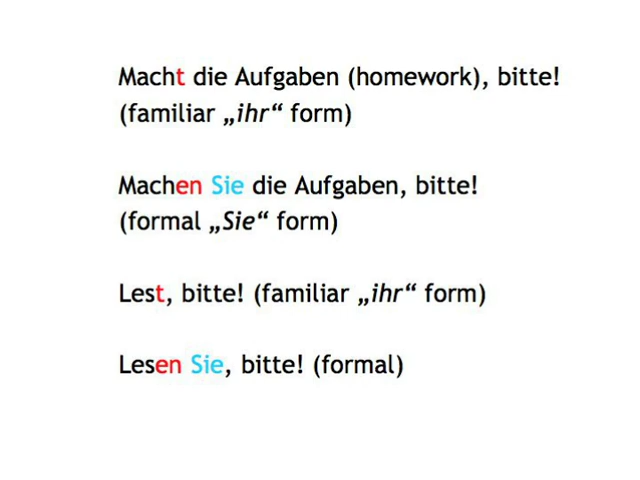 Macht die Aufgaben (homework), bitte!
(familiar „ihr“ form)
Machen Sie die Aufgaben, bitte!
(formal „Sie“ form)
Lest, bitte! (familiar „ihr“ form)
Lesen Sie, bitte! (formal)